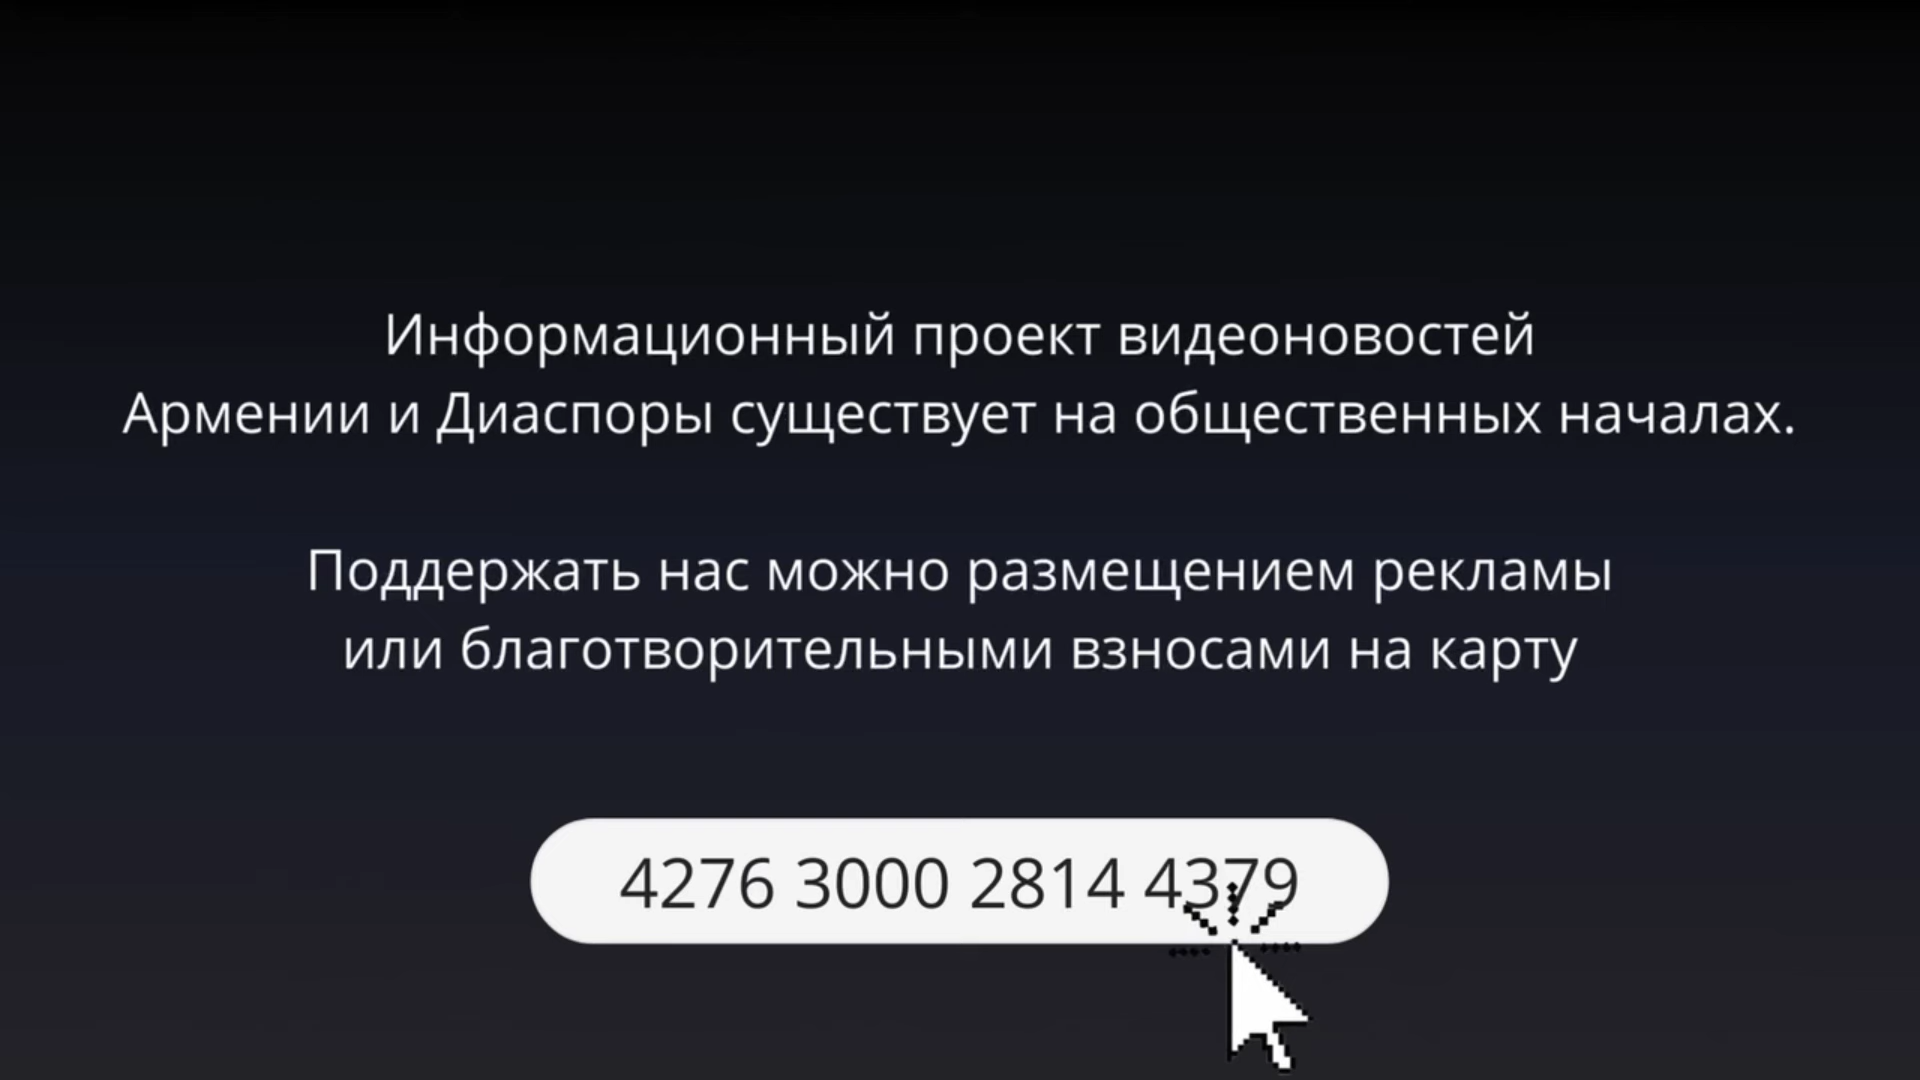 Информационный проект видеоновостей
Армении и Диаспоры существует на общественных началах.
Поддержать нас можно размещением рекламы
или благотворительными взносами на карту
4276 3000 2814 4379